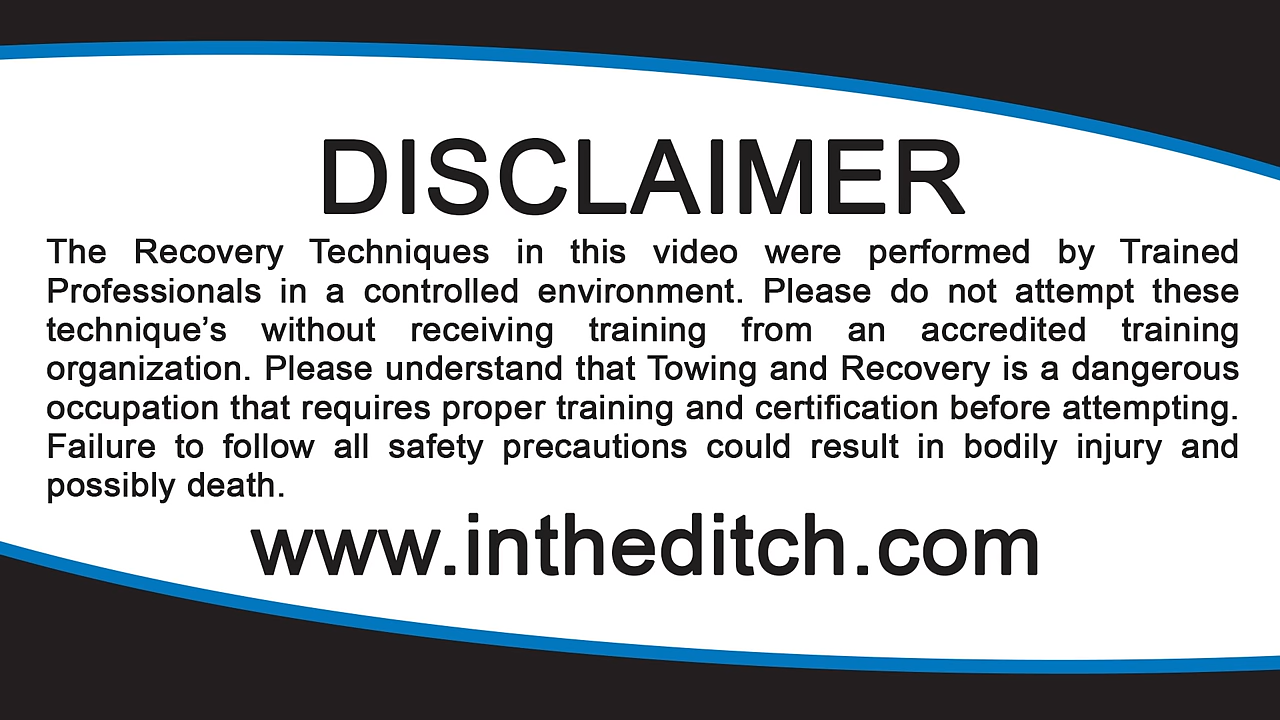 DISCLAIMER
The Recovery Techniques in this video were performed by Trained
Professionals in a controlled environment. Please do not attempt these
technique’s without receiving training from an accredited training
organization. Please understand that Towing and Recovery is a dangerous
occupation that requires proper training and certification before attempting.
Failure to follow all safety precautions could result in bodily injury and
possibly death.
www.intheditch.com